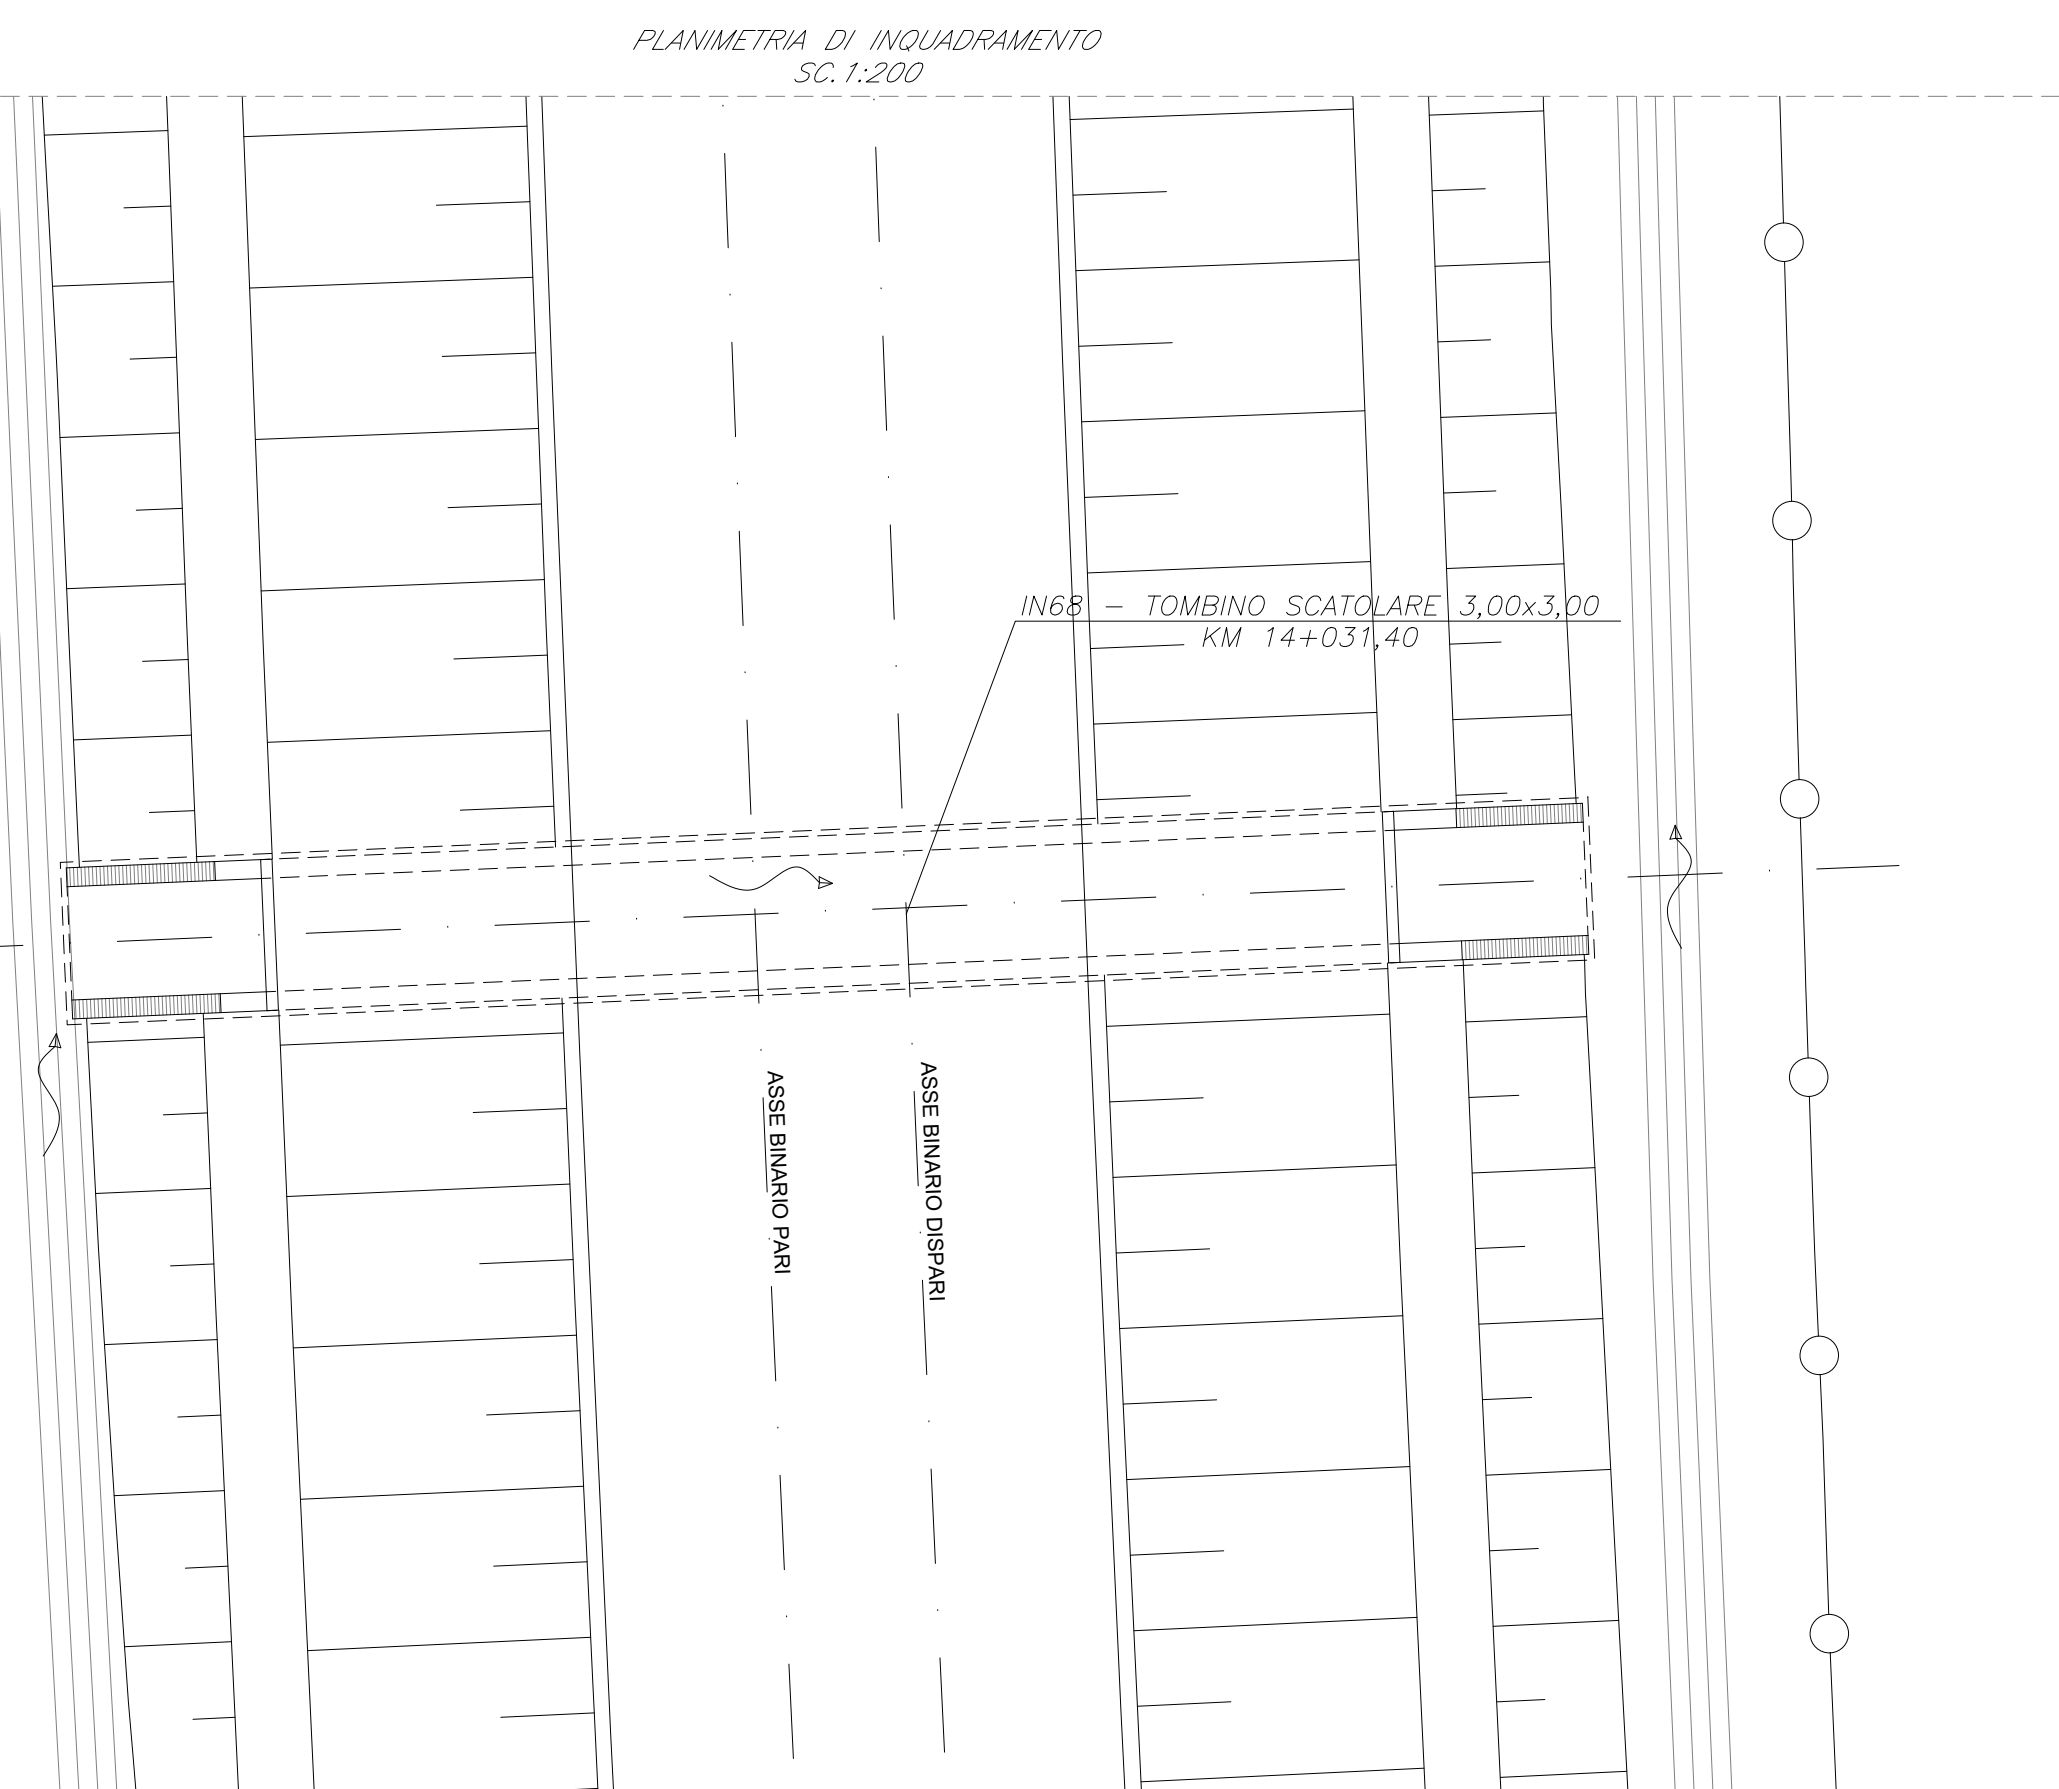 PLANIMETRIA DI INQUADRAMENTO
SC.1:200
IN68 - TOMBINO SCATOLARE 3,00x3,00
KM 14+031,40
ASSE BINARIO PARI
ASSE BINARIO DISPARI